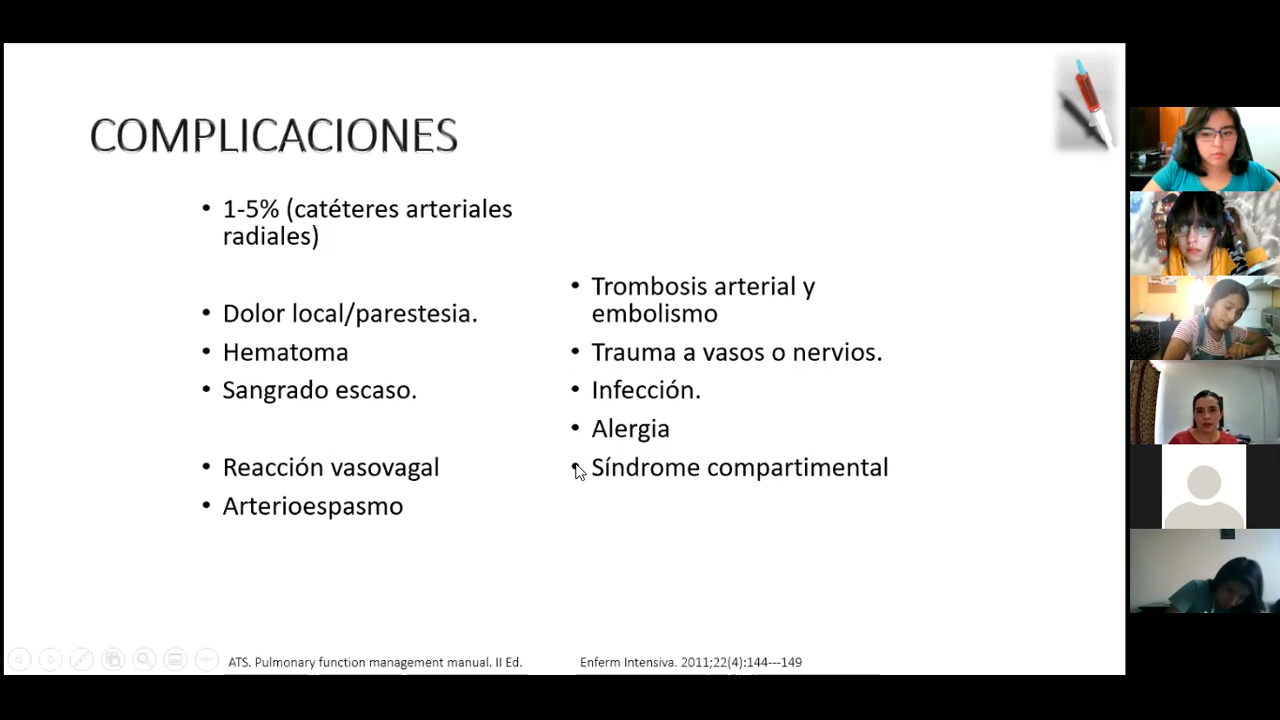 COMPLICACIONES
• 1-5% (catéteres arteriales
radiales)
• Dolor local/parestesia.
• Hematoma
• Sangrado escaso.
• Reacción vasovagal
• Arterioespasmo
• Trombosis arterial y
embolismo
• Trauma a vasos o nervios.
• Infección.
• Alergia
• Síndrome compartimental
ATS. Pulmonary function management manual. II Ed.
Enferm Intensiva. 2011;22(4):144---149